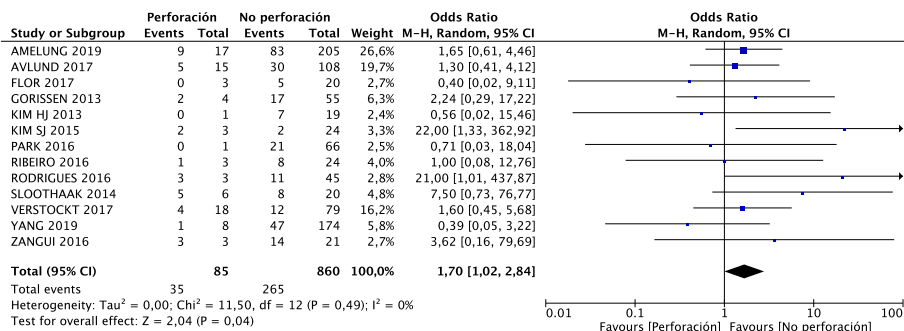 Perforación No perforación Odds Ratio Odds Ratio
Study or Subgroup Events Total Events Total Weight M-H, Random, 95% CI M-H, Random, 95% CI
AMELUNG 2019 9 17 83 205 26,6% 1,65 [0,61, 4,46]
AVLUND 2017 5 15 30 108 19,7% 1,30 [0,41, 4,12]
FLOR 2017 0 3 5 20 2,7% 0,40 [0,02, 9,11]
GORISSEN 2013 2 4 17 55 6,3% 2,24 [0,29, 17,22]
KIM HJ 2013 0 1 7 19 2,2% 0,56 [0,02, 15,46]
KIM SJ 2015 2 3 2 24 3,3% 22,00 [1,33, 362,92]
PARK 2016 0 1 21 66 2,5% 0,71 [0,03, 18,04]
RIBEIRO 2016 1 3 8 24 4,0% 1,00 [0,08, 12,76]
RODRIGUES 2016 3 3 11 45 2,8% 21,00 [1,01, 437,87]
SLOOTHAAK 2014 5 6 8 20 4,8% 7,50 [0,73, 76,77]
VERSTOCKT 2017 4 18 12 79 16,2% 1,60 [0,45, 5,68]
YANG 2019 1 8 47 174 5,8% 0,39 [0,05, 3,22]
ZANGUI 2016 3 3 14 21 2,7% 3,62 [0,16, 79,69]
Total (95% CI) 85 860 100,0% 1,70 [1,02, 2,84]
Total events 35 265
Heterogeneity: Tau² = 0,00; Chi² = 11,50, df = 12 (P = 0,49); I² = 0%
Test for overall effect: Z = 2,04 (P = 0,04)
0.01 0.1 1 10 100
Favours [Perforación] Favours [No perforación]